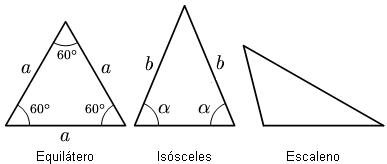 60°
a
a
60°
60°
a
Equilátero
b
b
α
α
Isósceles
Escaleno